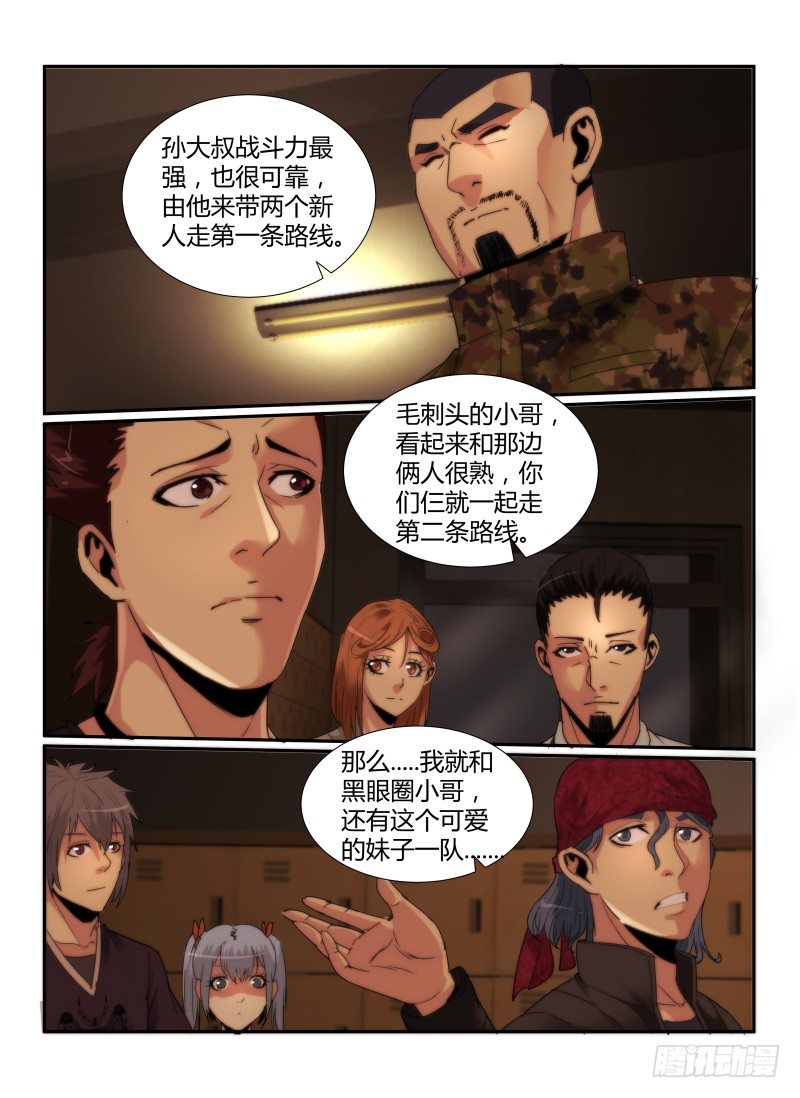 孙大叔战斗力最
强，也很可靠，
由他来带两个新
人走第一条路线。
毛刺头的小哥，
看起来和那边
俩人很熟，你
们仨就一起走
第二条路线。
那么.....我就和
黑眼圈小哥，
还有这个可爱
的妹子一队.......
腾讯动漫